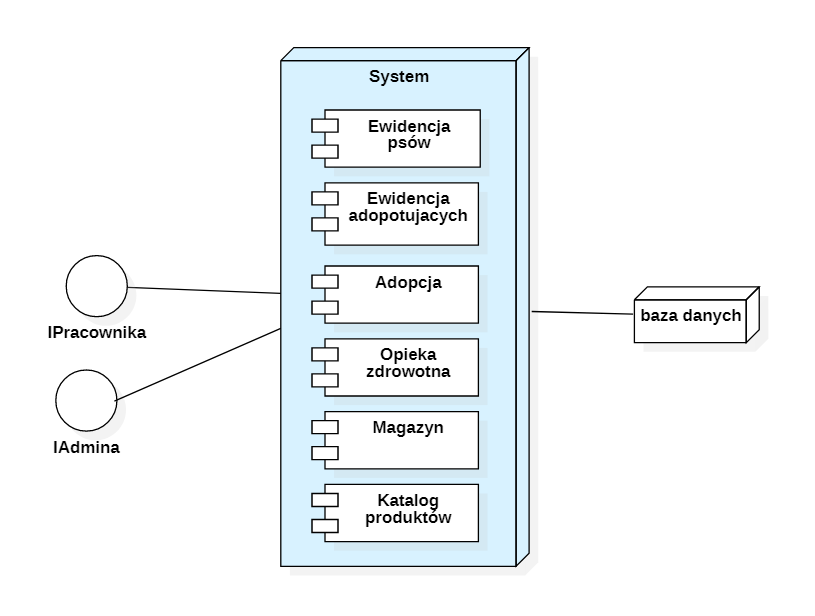 System
Ewidencja
psów
Ewidencja
adopotujacych
Adopcja
Opieka
zdrowotna
Magazyn
Katalog
produktów
IPracownika
IAdmina
baza danych